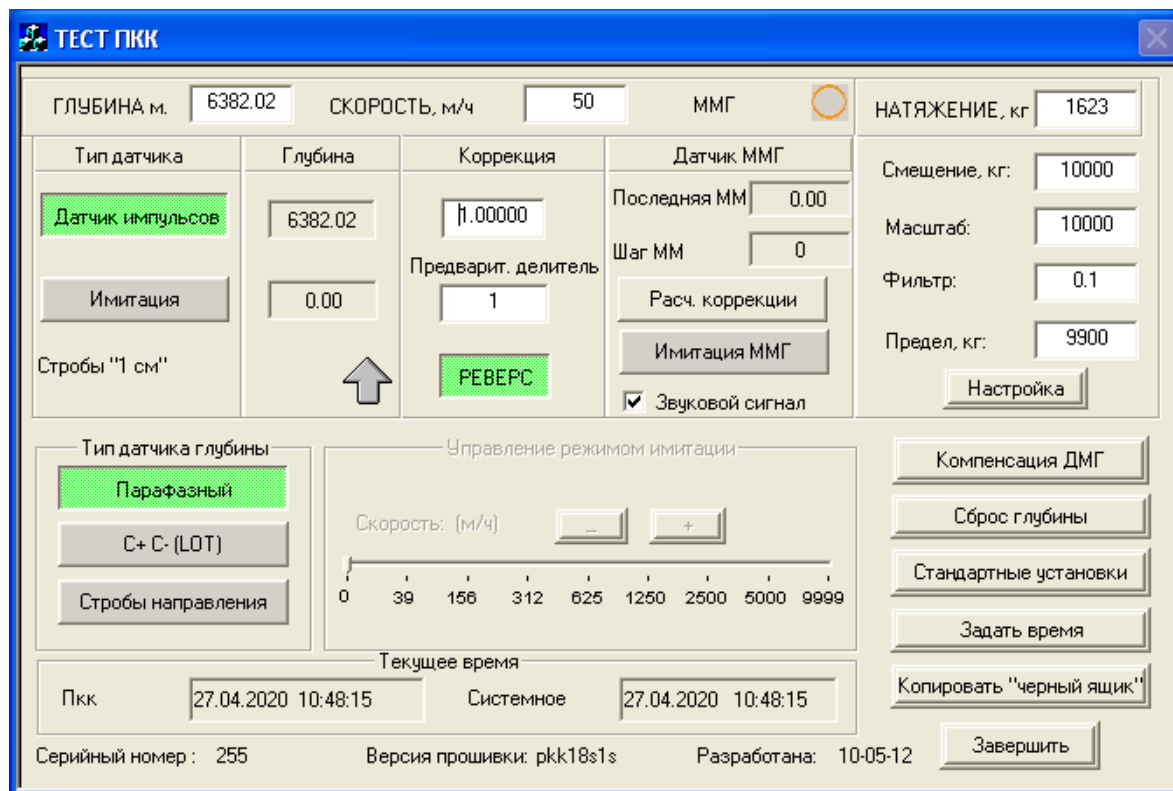 ТЕСТ ПКК
ГЛУБИНА м. 6382.02 СКОРОСТЬ, м/ч 50 ММГ НАТЯЖЕНИЕ, кг 1623
Тип датчика Глубина Коррекция Датчик ММГ
Смещение, кг: 10000
Датчик импульсов 6382.02 1.00000 Последняя ММ 0.00
Масштаб: 10000
Шаг ММ 0
Предварит. делитель
Фильтр: 0.1
Имитация 0.00 1 Расч. коррекции
Предел, кг: 9900
Имитация ММГ
Стробы "1 см" РЕВЕРС
Настройка
Звуковой сигнал
Тип датчика глубины Управление режимом имитации
Компенсация ДМГ
Парафазный
Сброс глубины
Скорость: (м/ч) _ +
C+ C- (LOT)
Стандартные установки
0 39 156 312 625 1250 2500 5000 9999
Стробы направления
Задать время
Текущее время
Пкк 27.04.2020 10:48:15 Системное 27.04.2020 10:48:15
Копировать "черный ящик"
Серийный номер : 255 Версия прошивки: pkk18s1s Разработана: 10-05-12
Завершить